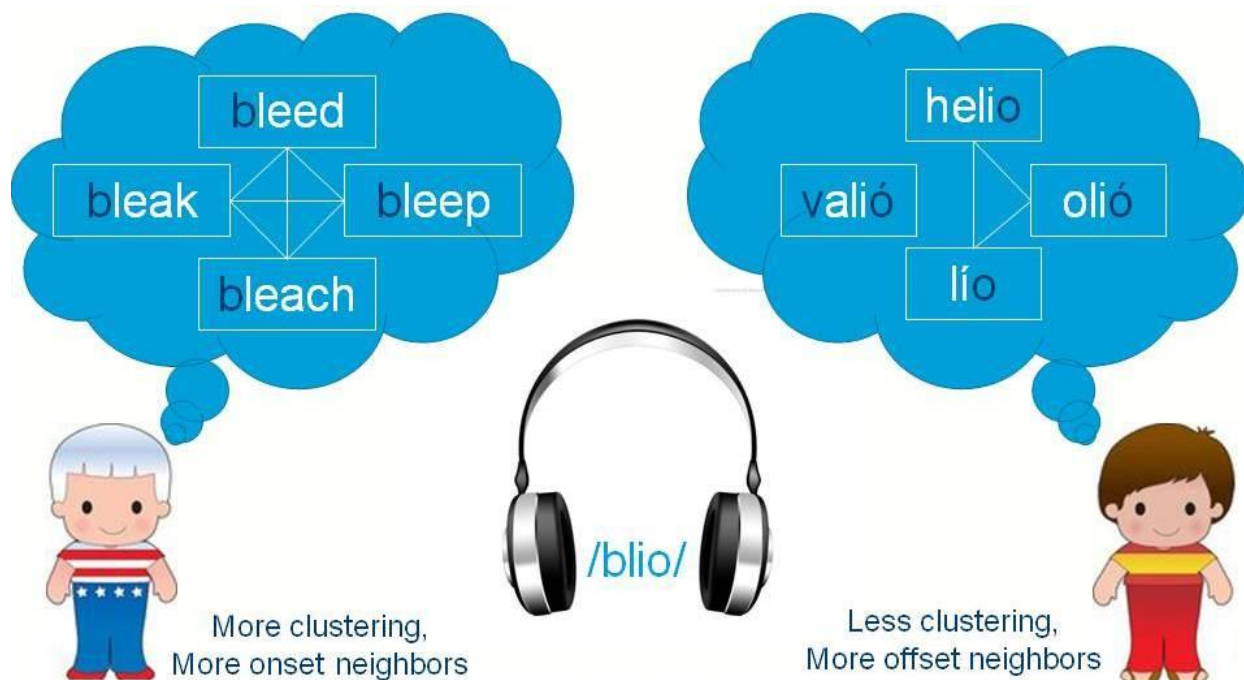 bleed
bleak
bleep
bleach
helio
valió
olió
lío
/blio/
More clustering,
More onset neighbors
Less clustering,
More offset neighbors